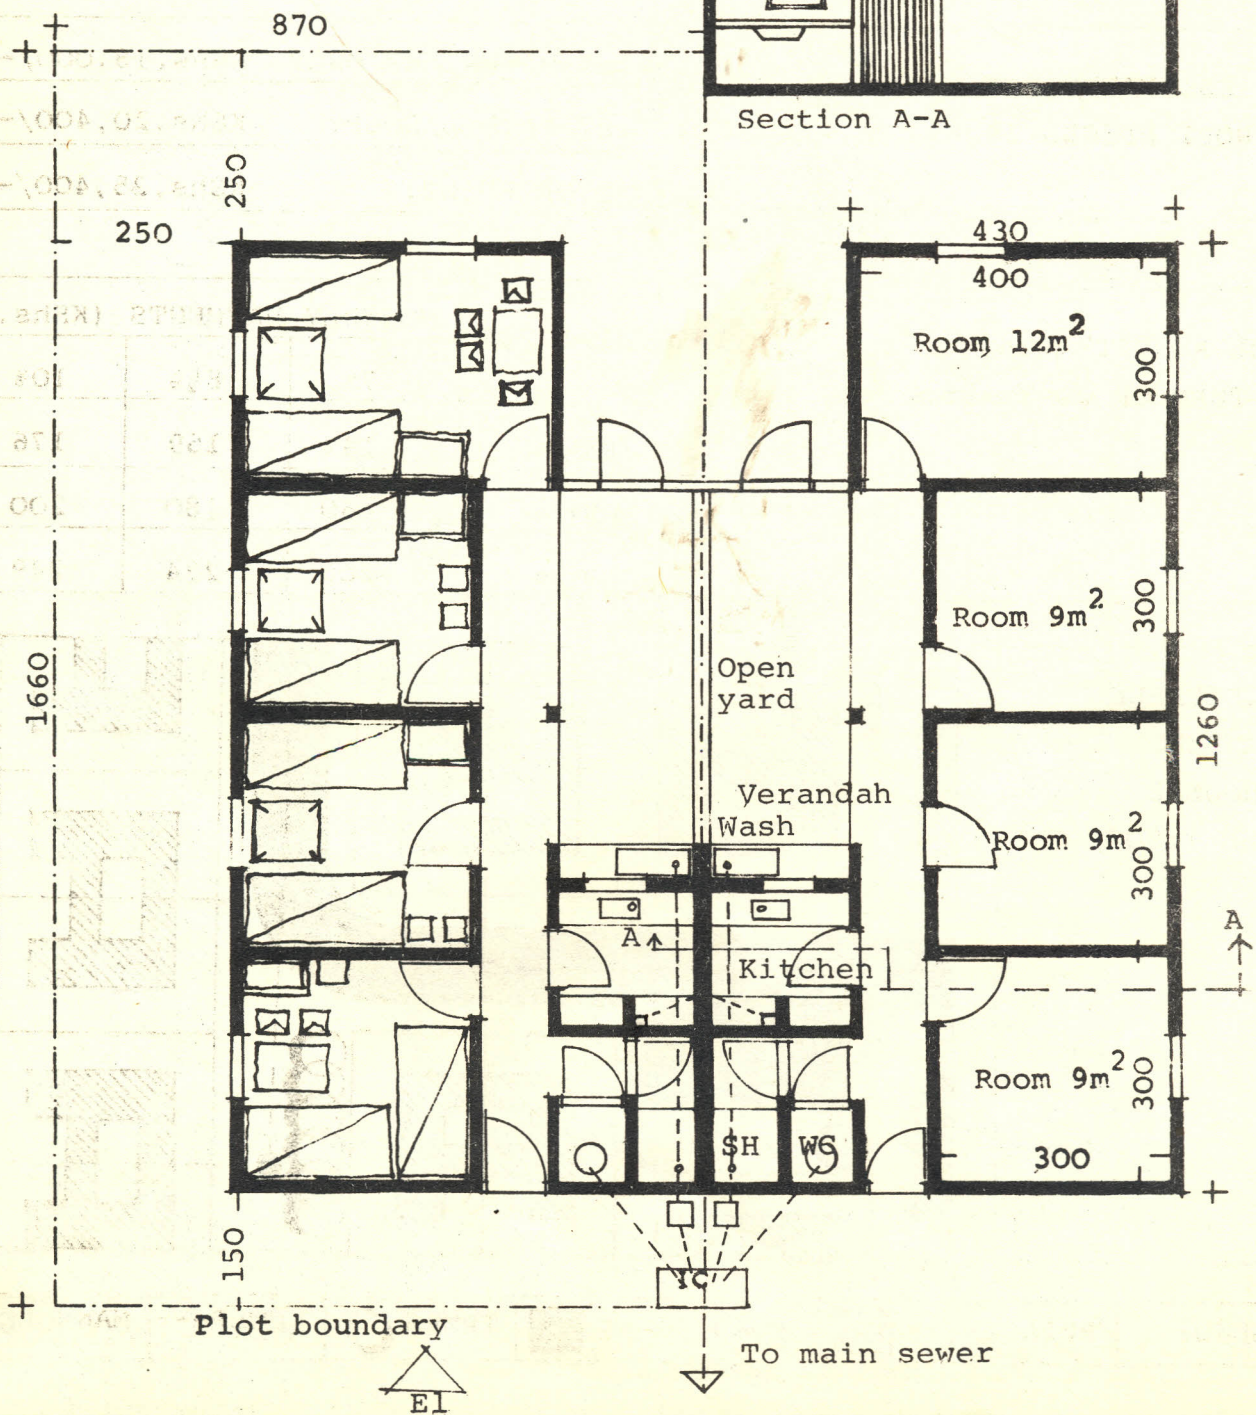 870
Section A-A
250
250
430
400
Room 12m²
300
Room 9m²
300
1660
Open
yard
1260
Verandah
Wash
Room 9m²
300
A
A
Kitchen
Room 9m²
300
SH
WC
300
150
IC
Plot boundary
To main sewer
E1